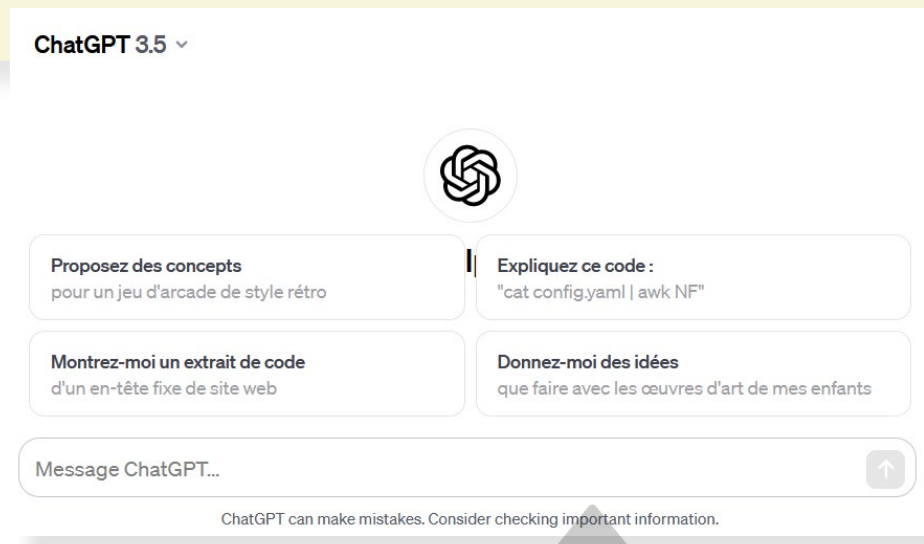 ChatGPT 3.5
Proposez des concepts
pour un jeu d'arcade de style rétro
Expliquez ce code :
"cat config.yaml | awk NF"
Montrez-moi un extrait de code
d'un en-tête fixe de site web
Donnez-moi des idées
que faire avec les œuvres d'art de mes enfants
Message ChatGPT...
ChatGPT can make mistakes. Consider checking important information.